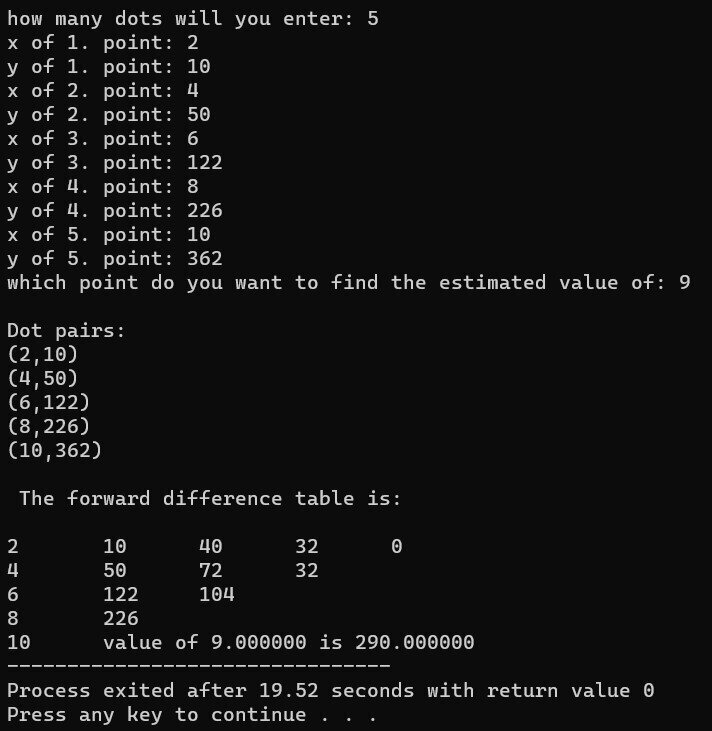 how many dots will you enter: 5
x of 1. point: 2
y of 1. point: 10
x of 2. point: 4
y of 2. point: 50
x of 3. point: 6
y of 3. point: 122
x of 4. point: 8
y of 4. point: 226
x of 5. point: 10
y of 5. point: 362
which point do you want to find the estimated value of: 9

Dot pairs:
(2,10)
(4,50)
(6,122)
(8,226)
(10,362)

 The forward difference table is:

2       10      40      32      0
4       50      72      32
6       122     104
8       226
10      value of 9.000000 is 290.000000
--------------------------------
Process exited after 19.52 seconds with return value 0
Press any key to continue . . .